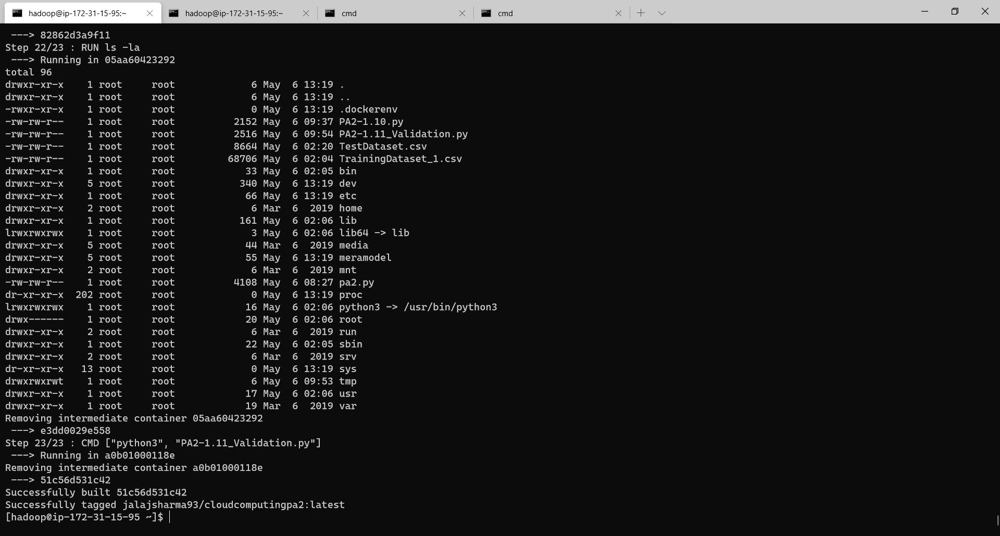 hadoop@ip-172-31-15-95:~
hadoop@ip-172-31-15-95:~
cmd
cmd
 ---> 82862d3a9f11
Step 22/23 : RUN ls -la
 ---> Running in 05aa60423292
total 96
drwxr-xr-x    1 root     root             6 May  6 13:19 .
drwxr-xr-x    1 root     root             6 May  6 13:19 ..
-rwxr-xr-x    1 root     root             0 May  6 13:19 .dockerenv
-rw-rw-r--    1 root     root          2152 May  6 09:37 PA2-1.10.py
-rw-rw-r--    1 root     root          2516 May  6 09:54 PA2-1.11_Validation.py
-rw-rw-r--    1 root     root          8664 May  6 02:20 TestDataset.csv
-rw-rw-r--    1 root     root         68706 May  6 02:04 TrainingDataset_1.csv
drwxr-xr-x    1 root     root            33 May  6 02:05 bin
drwxr-xr-x    5 root     root           340 May  6 13:19 dev
drwxr-xr-x    1 root     root            66 May  6 13:19 etc
drwxr-xr-x    2 root     root             6 Mar  6  2019 home
drwxr-xr-x    1 root     root           161 May  6 02:06 lib
lrwxrwxrwx    1 root     root             3 May  6 02:06 lib64 -> lib
drwxr-xr-x    5 root     root            44 Mar  6  2019 media
drwxr-xr-x    5 root     root            55 May  6 13:19 meramodel
drwxr-xr-x    2 root     root             6 Mar  6  2019 mnt
-rw-rw-r--    1 root     root          4108 May  6 08:27 pa2.py
dr-xr-xr-x  202 root     root             0 May  6 13:19 proc
lrwxrwxrwx    1 root     root            16 May  6 02:06 python3 -> /usr/bin/python3
drwx------    1 root     root            20 May  6 02:06 root
drwxr-xr-x    2 root     root             6 Mar  6  2019 run
drwxr-xr-x    1 root     root            22 May  6 02:05 sbin
drwxr-xr-x    2 root     root             6 Mar  6  2019 srv
dr-xr-xr-x   13 root     root             0 May  6 13:19 sys
drwxrwxrwt    1 root     root             6 May  6 09:53 tmp
drwxr-xr-x    1 root     root            17 May  6 02:06 usr
drwxr-xr-x    1 root     root            19 Mar  6  2019 var
Removing intermediate container 05aa60423292
 ---> e3dd0029e558
Step 23/23 : CMD ["python3", "PA2-1.11_Validation.py"]
 ---> Running in a0b01000118e
Removing intermediate container a0b01000118e
 ---> 51c56d531c42
Successfully built 51c56d531c42
Successfully tagged jalajsharma93/cloudcomputingpa2:latest
[hadoop@ip-172-31-15-95 ~]$